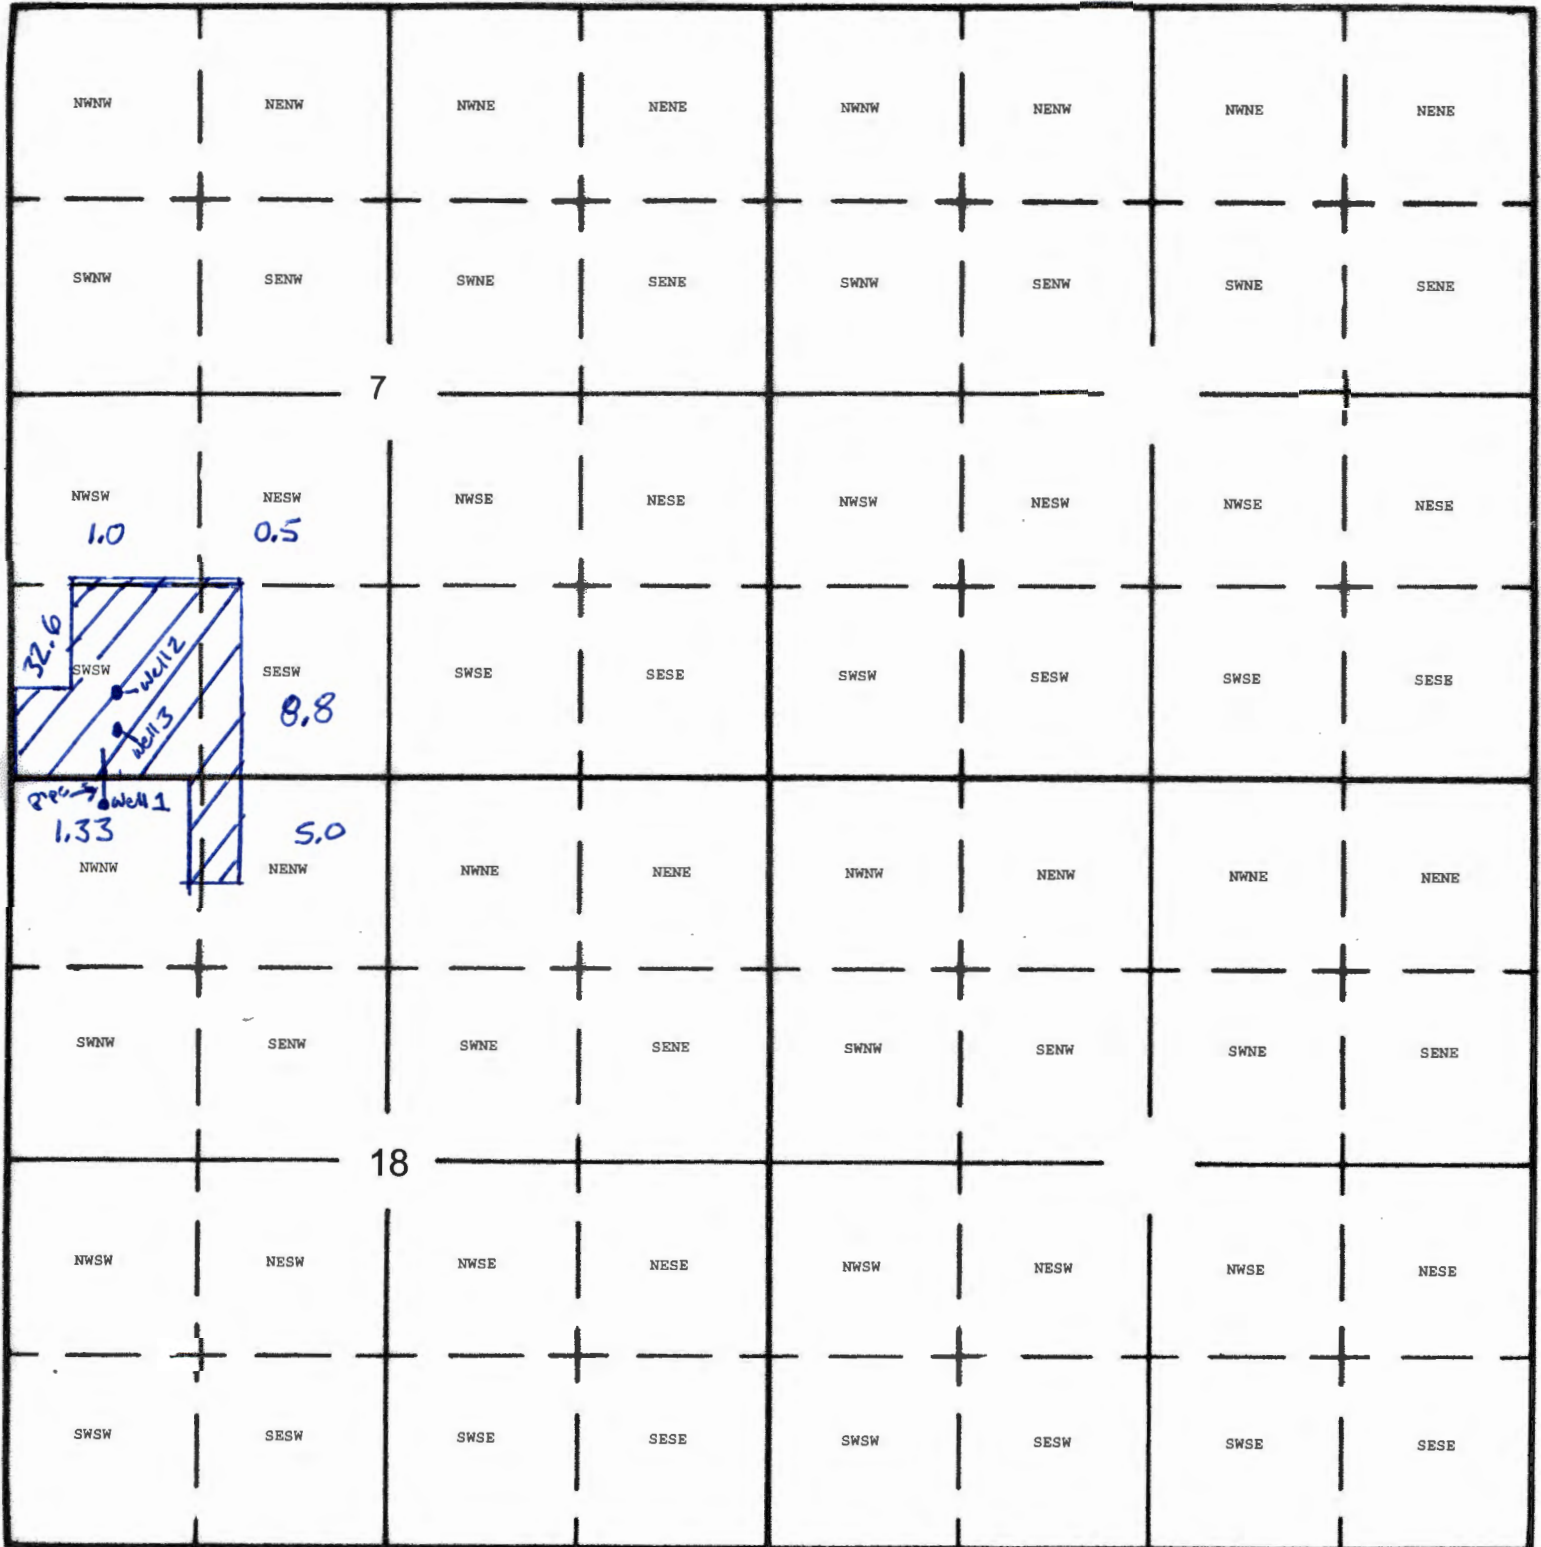 NWNW NENW NWNE NENE NWNW NENW NWNE NENE
SWNW SENW SWNE SENE SWNW SENW SWNE SENE
7
NWSW NESW NWSE NESE NWSW NESW NWSE NESE
1.0 0.5
32.6
SWSW SESW SWSE SESE SWSW SESW SWSE SESE
Well 2
8.8
Well 3
Well 1
1.33 5.0
NWNW NENW NWNE NENE NWNW NENW NWNE NENE
SWNW SENW SWNE SENE SWNW SENW SWNE SENE
18
NWSW NESW NWSE NESE NWSW NESW NWSE NESE
SWSW SESW SWSE SESE SWSW SESW SWSE SESE